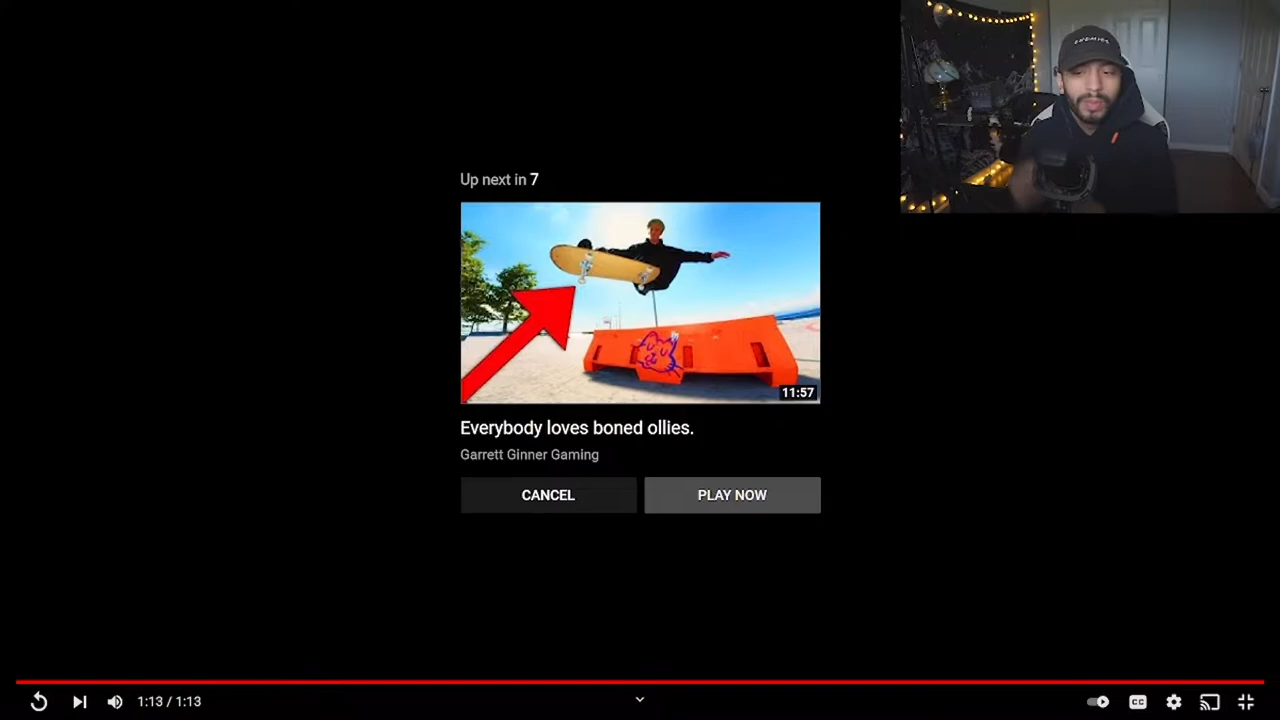 Up next in 7
11:57
Everybody loves boned ollies.
Garrett Ginner Gaming
CANCEL
PLAY NOW
1:13 / 1:13
CC